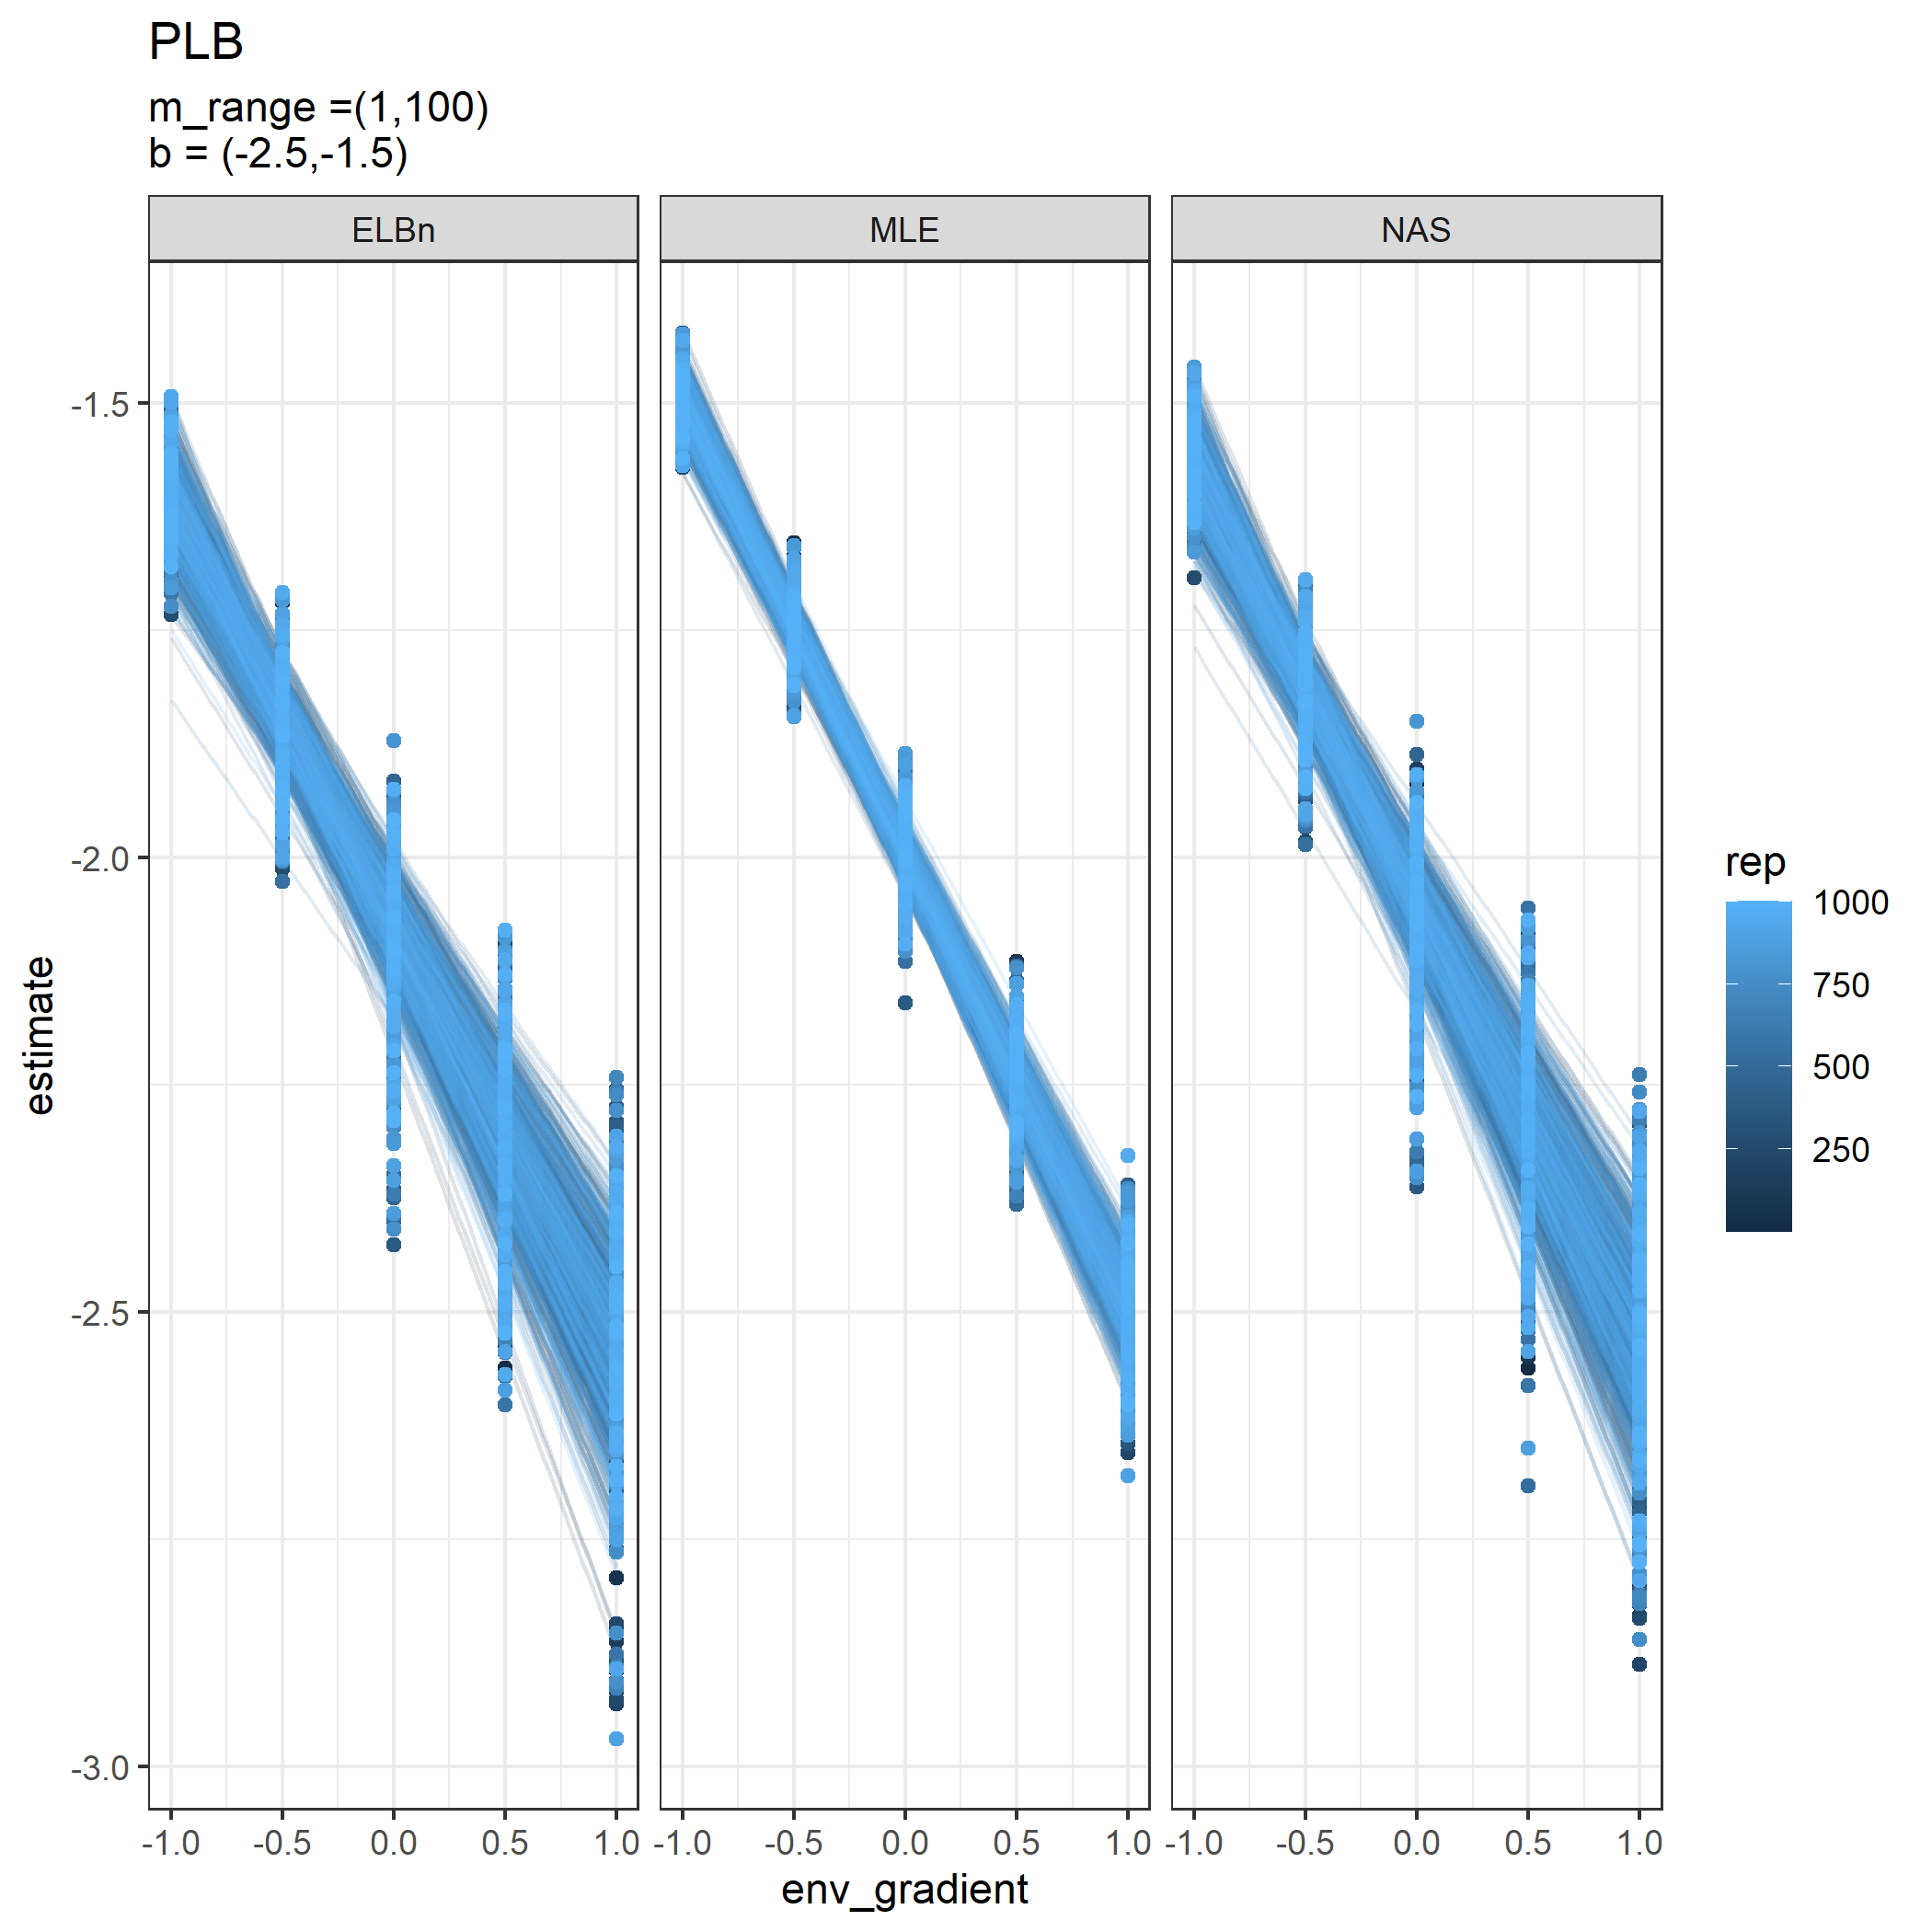 PLB
m_range =(1,100)
b = (-2.5,-1.5)
ELBn MLE NAS
-1.5
-2.0
-2.5
-3.0
estimate
-1.0 -0.5 0.0 0.5 1.0 -1.0 -0.5 0.0 0.5 1.0 -1.0 -0.5 0.0 0.5 1.0
env_gradient
rep
1000
750
500
250